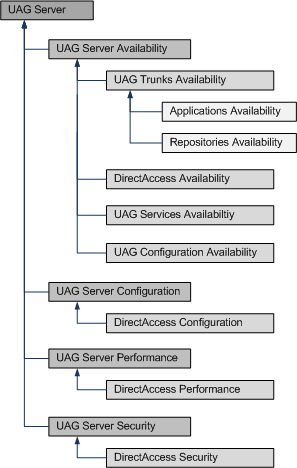 UAG Server
UAG Server Availability
UAG Trunks Availability
Applications Availability
Repositories Availability
DirectAccess Availability
UAG Services Availabiltiy
UAG Configuration Availability
UAG Server Configuration
DirectAccess Configuration
UAG Server Performance
DirectAccess Performance
UAG Server Security
DirectAccess Security